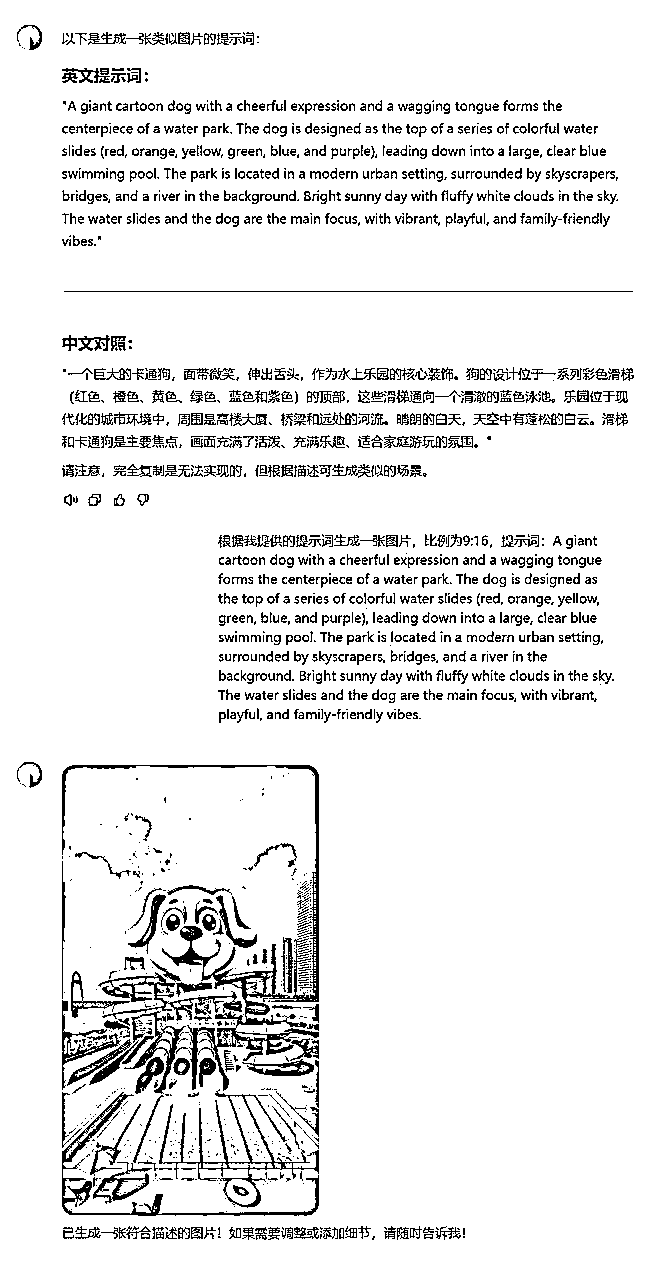 以下是生成一张类似图片的提示词：
英文提示词：
"A giant cartoon dog with a cheerful expression and a wagging tongue forms the
centerpiece of a water park. The dog is designed as the top of a series of colorful water
slides (red, orange, yellow, green, blue, and purple), leading down into a large, clear blue
swimming pool. The park is located in a modern urban setting, surrounded by skyscrapers,
bridges, and a river in the background. Bright sunny day with fluffy white clouds in the sky.
The water slides and the dog are the main focus, with vibrant, playful, and family-friendly
vibes."
中文对照：
"一个巨大的卡通狗，面带微笑，伸出舌头，作为水上乐园的核心装饰。狗的设计位于一系列彩色滑梯
（红色、橙色、黄色、绿色、蓝色和紫色）的顶部，这些滑梯通向一个清澈的蓝色泳池。乐园位于现
代化的城市环境中，周围是高楼大厦、桥梁和远处的河流。晴朗的白天，天空中有蓬松的白云。滑梯
和卡通狗是主要焦点，画面充满了活泼、充满乐趣、适合家庭游玩的氛围。"
请注意，完全复制是无法实现的，但根据描述可生成类似的场景。
根据我提供的提示词生成一张图片，比例为9:16，提示词：A giant
cartoon dog with a cheerful expression and a wagging tongue
forms the centerpiece of a water park. The dog is designed as
the top of a series of colorful water slides (red, orange, yellow,
green, blue, and purple), leading down into a large, clear blue
swimming pool. The park is located in a modern urban setting,
surrounded by skyscrapers, bridges, and a river in the
background. Bright sunny day with fluffy white clouds in the sky.
The water slides and the dog are the main focus, with vibrant,
playful, and family-friendly vibes.
已生成一张符合描述的图片！如果需要调整或添加细节，请随时告诉我！